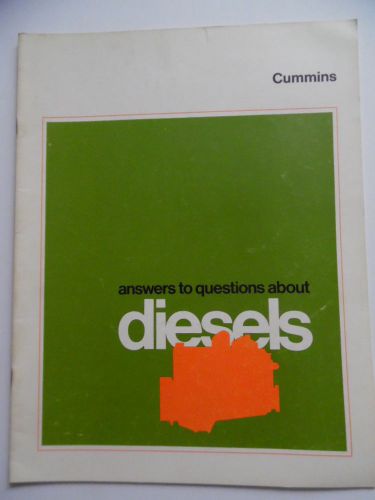 Cummins
answers to questions about
diesels